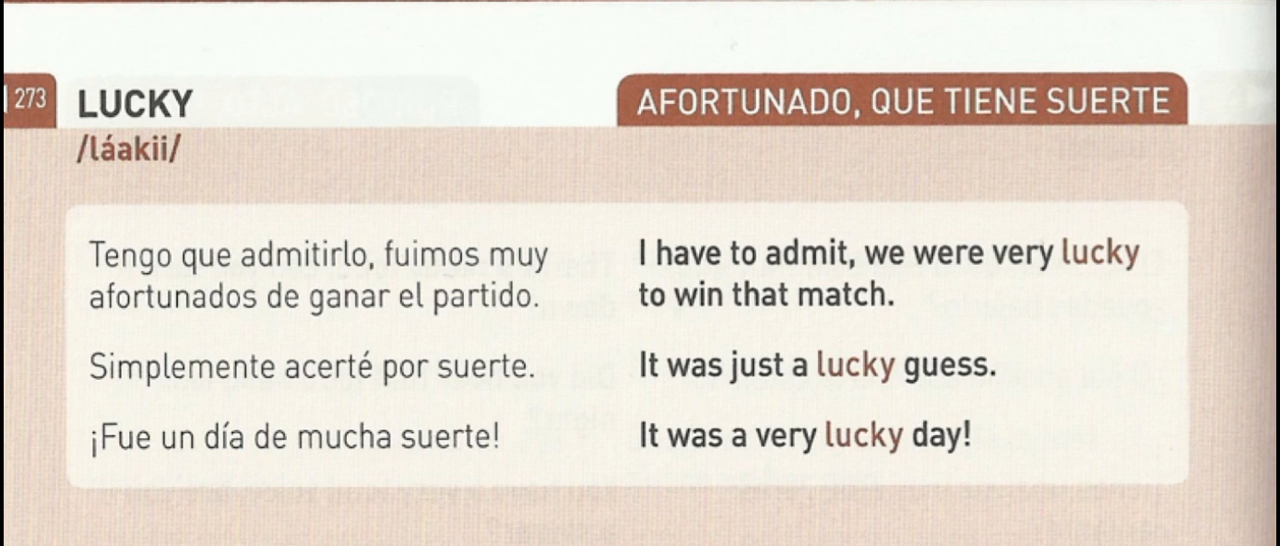 273
LUCKY
AFORTUNADO, QUE TIENE SUERTE
/láakii/
Tengo que admitirlo, fuimos muy
afortunados de ganar el partido.
I have to admit, we were very lucky
to win that match.
Simplemente acerté por suerte.
It was just a lucky guess.
¡Fue un día de mucha suerte!
It was a very lucky day!